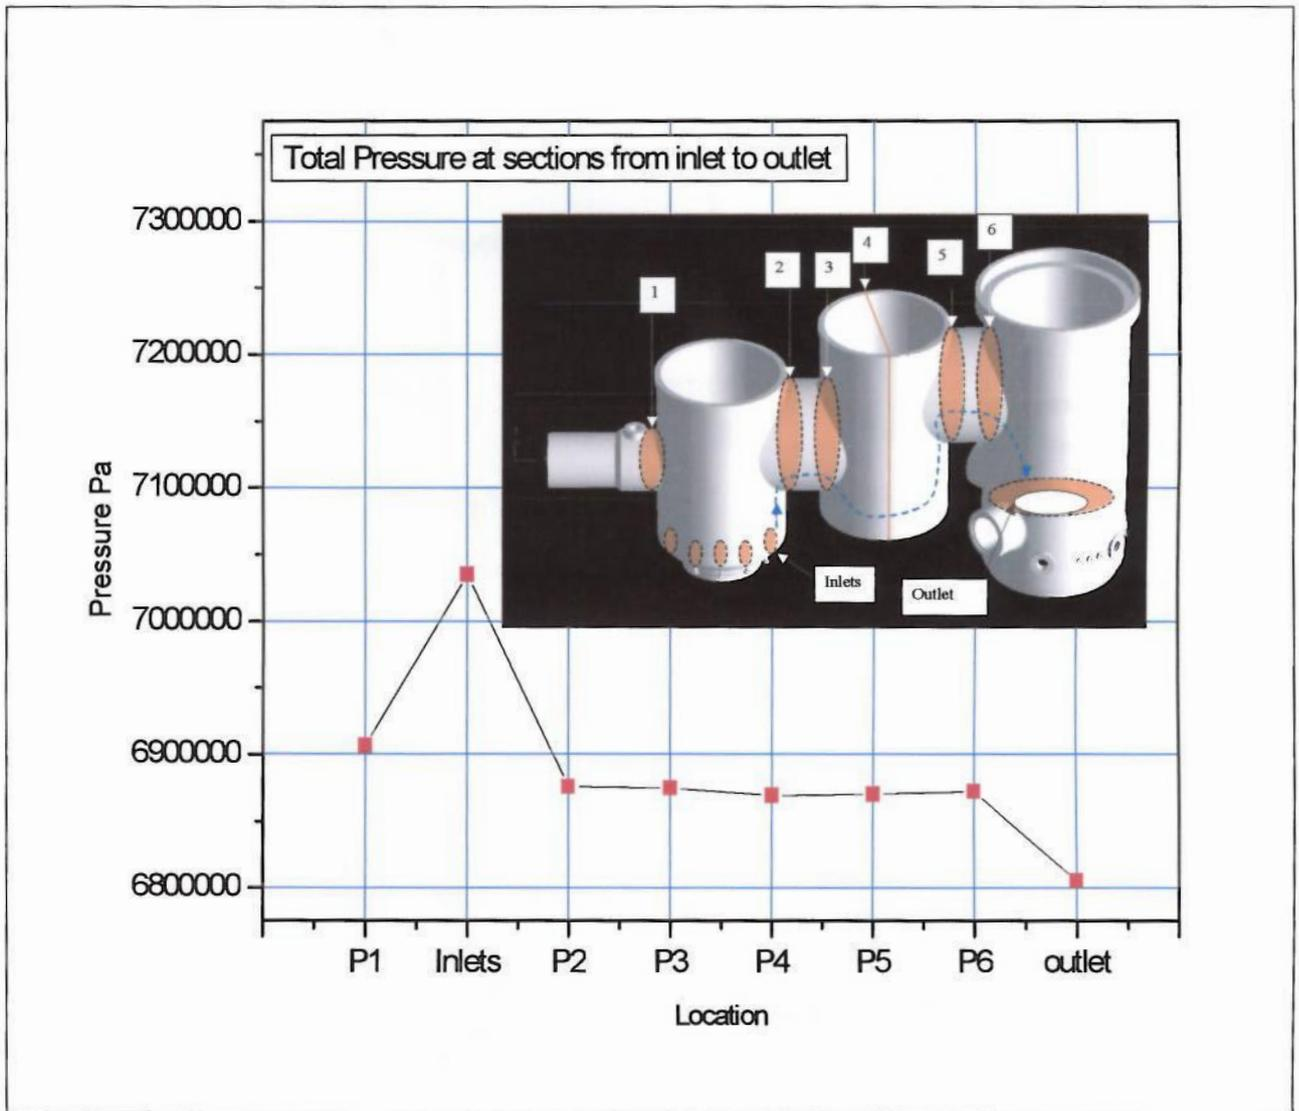 Total Pressure at sections from inlet to outlet
7300000
7200000
7100000
7000000
6900000
6800000
Pressure Pa
1
2
3
4
5
6
Inlets
Outlet
P1
Inlets
P2
P3
P4
P5
P6
outlet
Location